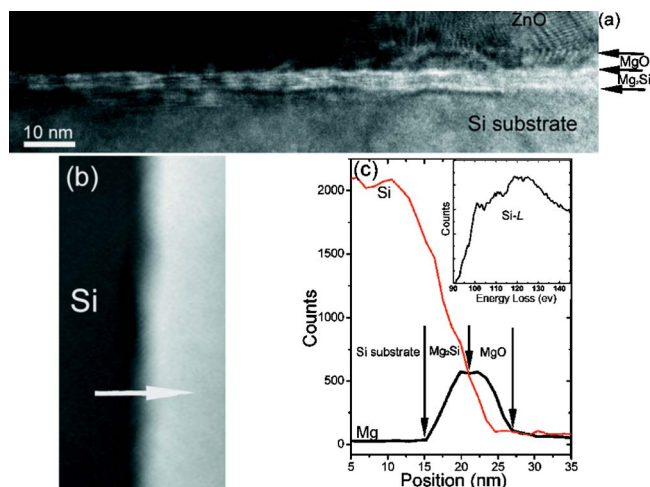 ZnO
(a)
MgO
Mg₂Si
Si substrate
10 nm
(b)
Si
(c)
Si
Si-L
Counts
90 100 110 120 130 140
Energy Loss (ev)
2000
1500
1000
500
0
Counts
Si substrate
Mg₂Si
MgO
Mg
5 10 15 20 25 30 35
Position (nm)